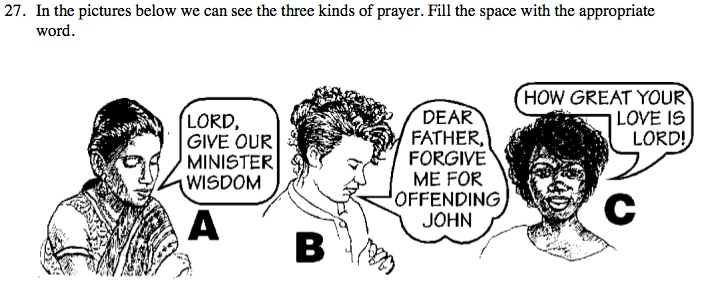 27. In the pictures below we can see the three kinds of prayer. Fill the space with the appropriate
word.
LORD,
GIVE OUR
MINISTER
WISDOM
A
DEAR
FATHER,
FORGIVE
ME FOR
OFFENDING
JOHN
B
HOW GREAT YOUR
LOVE IS
LORD!
C